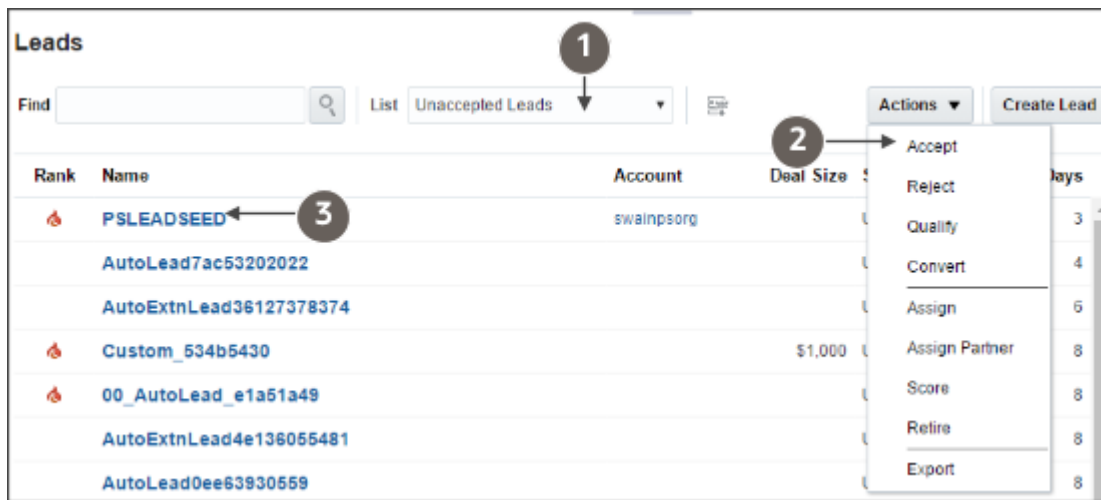 Leads
1
Find List Unaccepted Leads Actions Create Lead
2 Accept
Rank Name Account Deal Size Days
Reject
PSLEADSEED 3 swainpsorg 3
Qualify
AutoLead7ac53202022 Convert 4
AutoExtnLead36127378374 Assign 6
Custom_534b5430 $1,000 Assign Partner 8
00_AutoLead_e1a51a49 Score 8
Retire
AutoExtnLead4e136055481 8
Export
AutoLead0ee63930559 8